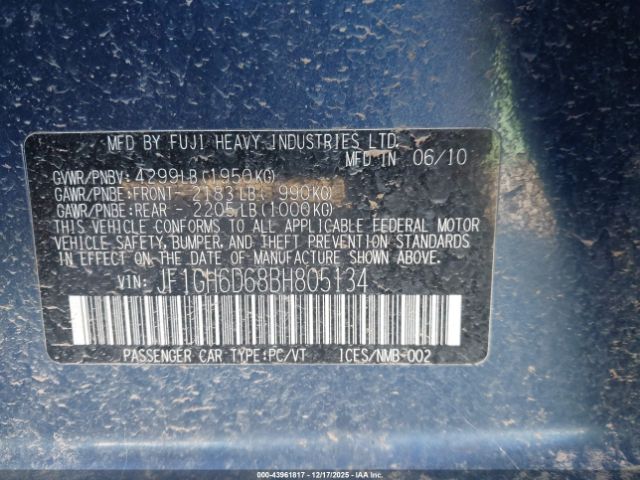 MFD BY FUJI HEAVY INDUSTRIES LTD.
MFD IN 06/10
GVWR/PNBV: 4299LB (1950KG)
GAWR/PNBE:FRONT - 2183LB ( 990KG)
GAWR/PNBE:REAR - 2205LB (1000KG)
THIS VEHICLE CONFORMS TO ALL APPLICABLE FEDERAL MOTOR
VEHICLE SAFETY, BUMPER, AND THEFT PREVENTION STANDARDS
IN EFFECT ON THE DATE OF MANUFACTURE SHOWN ABOVE.
VIN: JF1GH6D68BH805134
PASSENGER CAR TYPE:PC/VT ICES/NMB-002
000-43961817 - 12/17/2025 - IAA Inc.